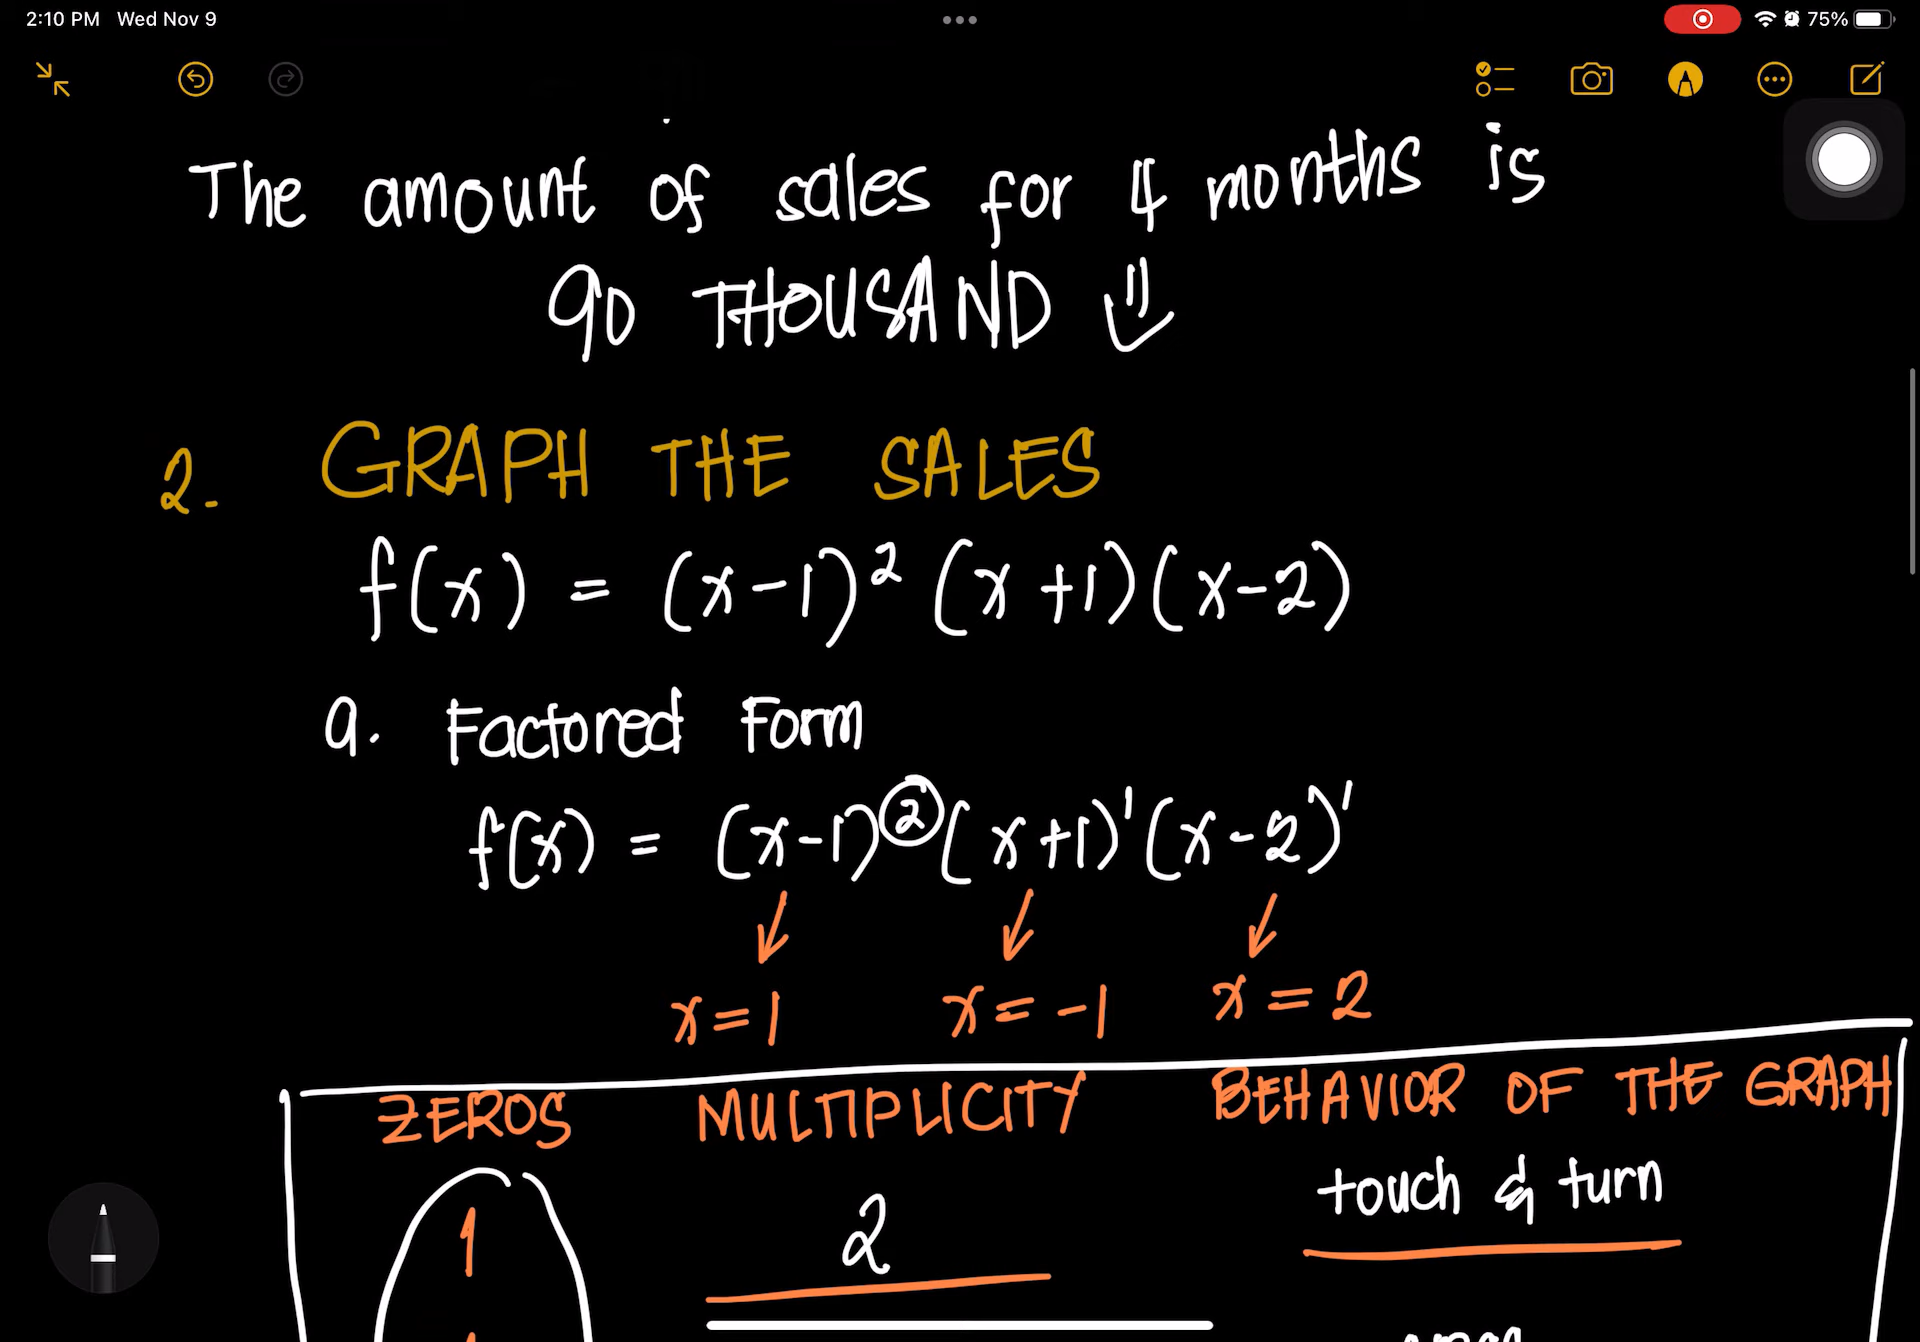 2:10 PM Wed Nov 9
75%
The amount of sales for 4 months is
90 THOUSAND
2. GRAPH THE SALES
f(x) = (x-1)² (x+1)(x-2)
a. Factored Form
f(x) = (x-1)²(x+1)¹(x-2)¹
x=1 x=-1 x=2
ZEROS MULTIPLICITY BEHAVIOR OF THE GRAPH
1 2 touch & turn